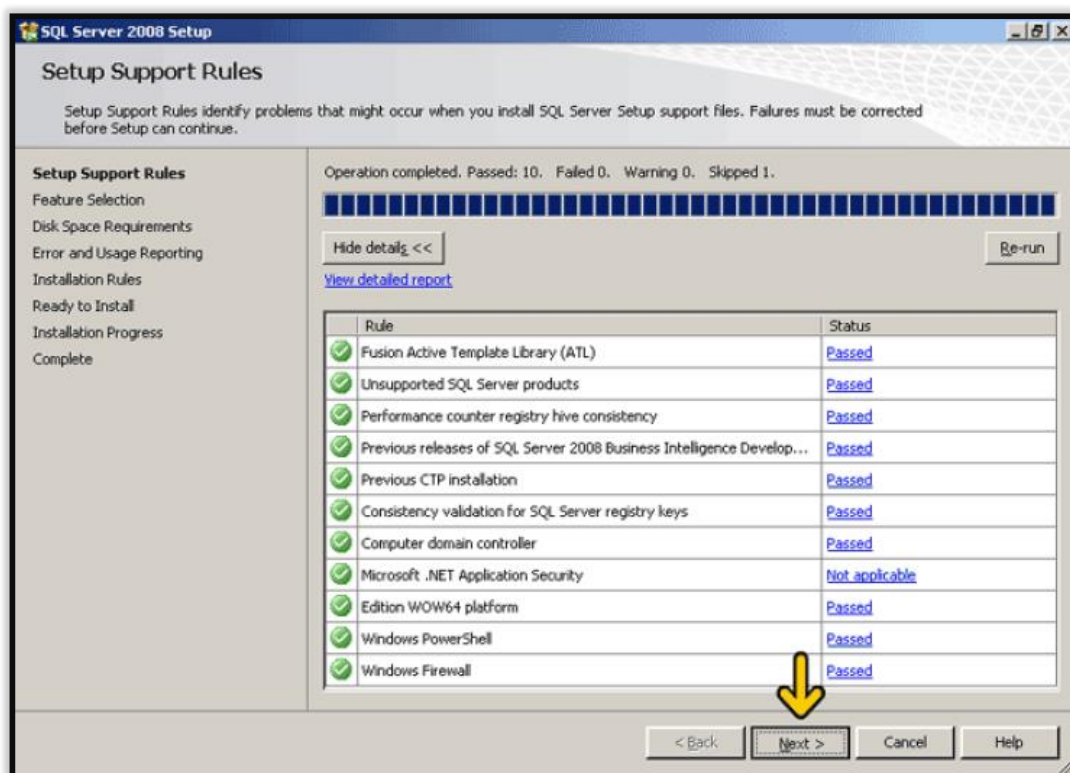 SQL Server 2008 Setup
Setup Support Rules
Setup Support Rules identify problems that might occur when you install SQL Server Setup support files. Failures must be corrected
before Setup can continue.
Setup Support Rules
Feature Selection
Disk Space Requirements
Error and Usage Reporting
Installation Rules
Ready to Install
Installation Progress
Complete
Operation completed. Passed: 10. Failed 0. Warning 0. Skipped 1.
Hide details <<
Re-run
View detailed report
Rule Status
Fusion Active Template Library (ATL) Passed
Unsupported SQL Server products Passed
Performance counter registry hive consistency Passed
Previous releases of SQL Server 2008 Business Intelligence Develop... Passed
Previous CTP installation Passed
Consistency validation for SQL Server registry keys Passed
Computer domain controller Passed
Microsoft .NET Application Security Not applicable
Edition WOW64 platform Passed
Windows PowerShell Passed
Windows Firewall Passed
< Back Next > Cancel Help